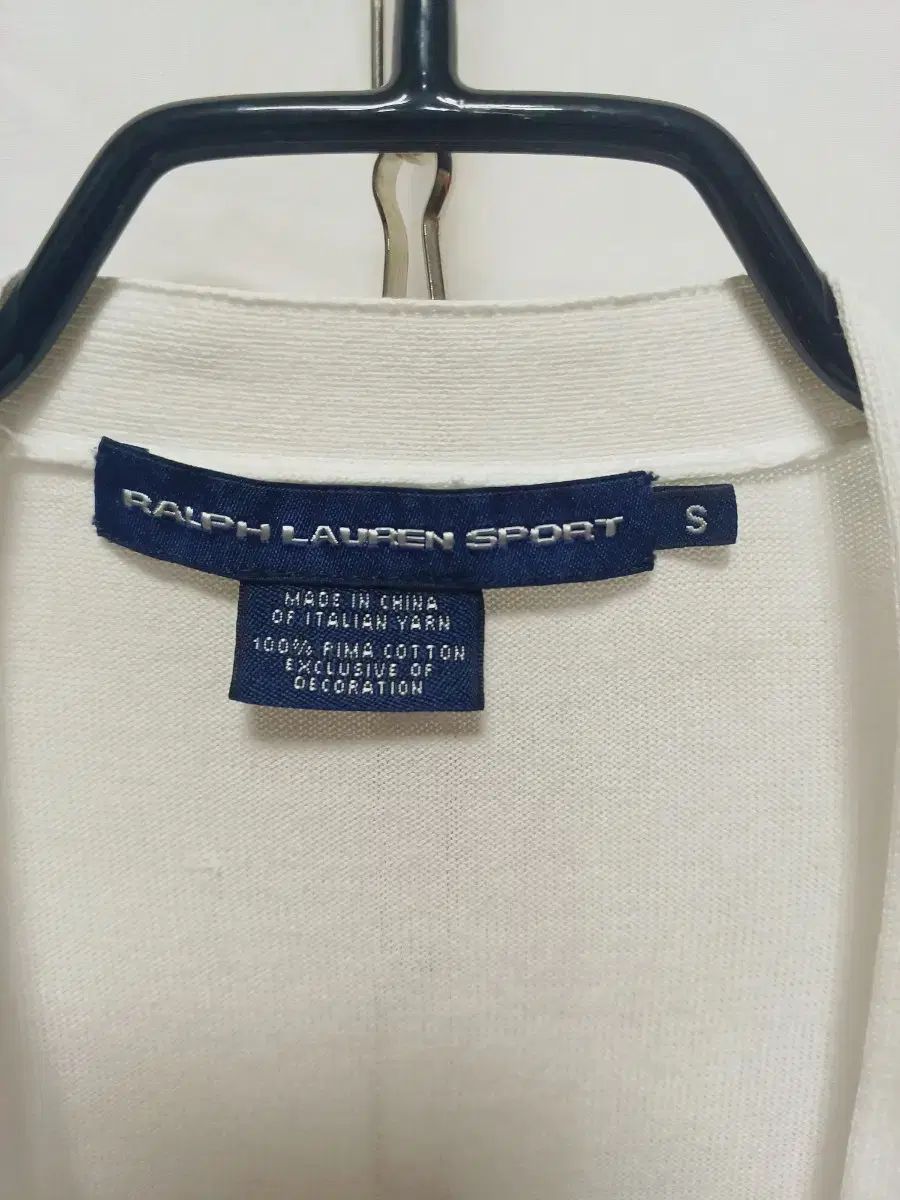 RALPH LAUREN SPORT
S
MADE IN CHINA
OF ITALIAN YARN
100% PIMA COTTON
EXCLUSIVE OF
DECORATION